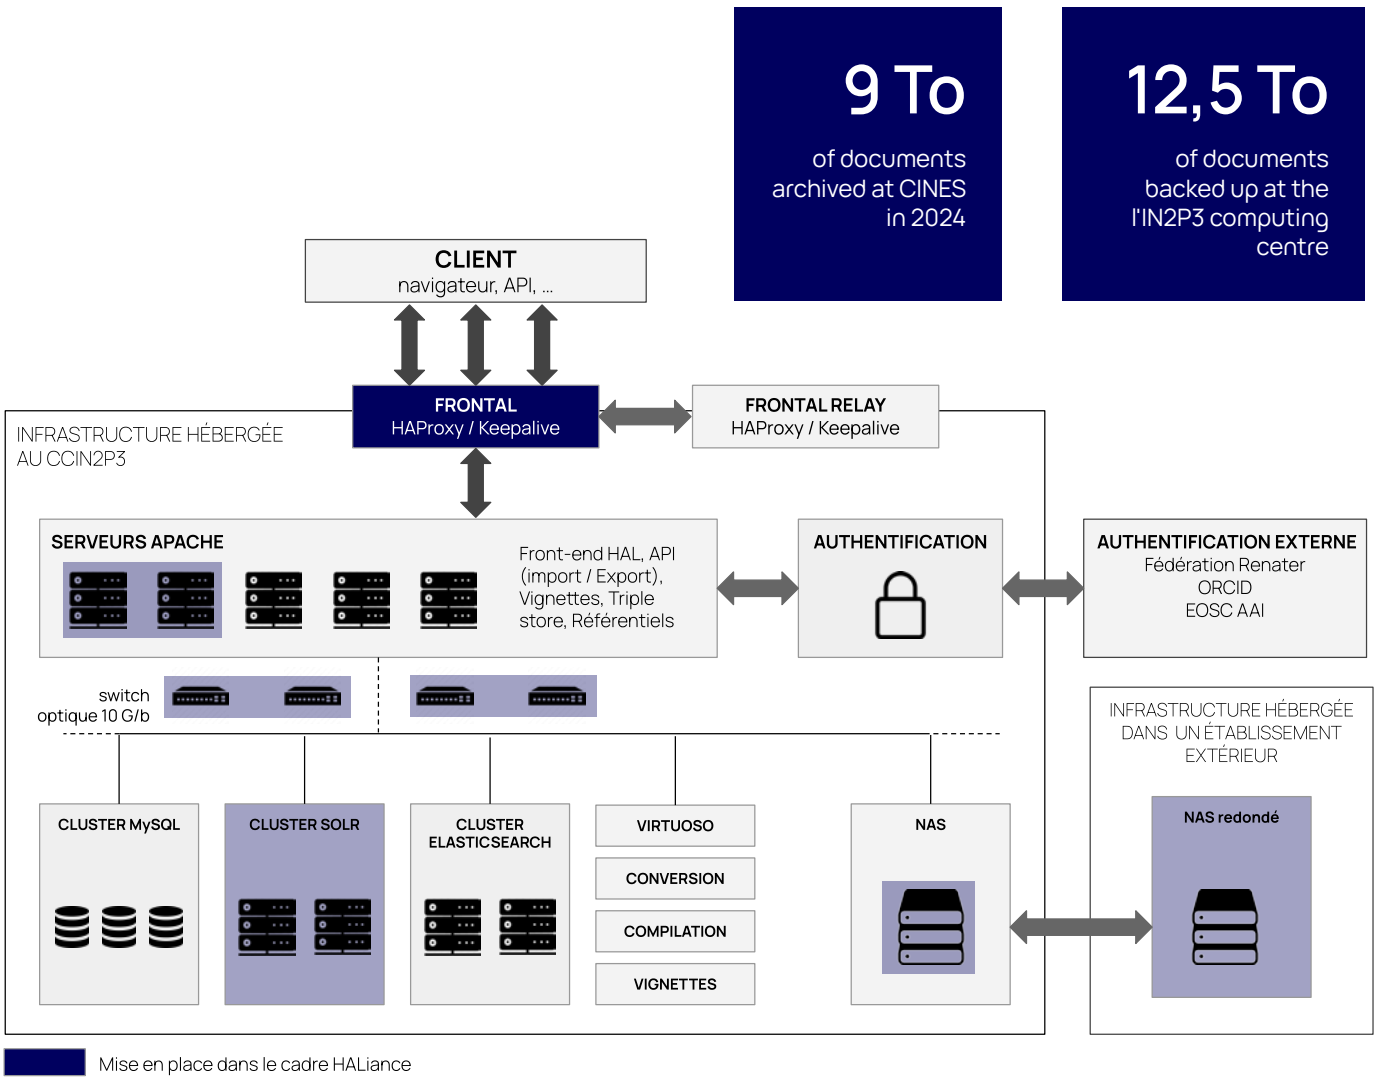 9 To
of documents
archived at CINES
in 2024
12,5 To
of documents
backed up at the
l'IN2P3 computing
centre
CLIENT
navigateur, API, ...
FRONTAL
HAProxy / Keepalive
FRONTAL RELAY
HAProxy / Keepalive
INFRASTRUCTURE HÉBERGÉE
AU CCIN2P3
SERVEURS APACHE
Front-end HAL, API
(import / Export),
Vignettes, Triple
store, Référentiels
AUTHENTIFICATION
AUTHENTIFICATION EXTERNE
Fédération Renater
ORCID
EOSC AAI
switch
optique 10 G/b
INFRASTRUCTURE HÉBERGÉE
DANS UN ÉTABLISSEMENT
EXTÉRIEUR
CLUSTER MySQL
CLUSTER SOLR
CLUSTER
ELASTICSEARCH
VIRTUOSO
CONVERSION
COMPILATION
VIGNETTES
NAS
NAS redondé
Mise en place dans le cadre HALiance